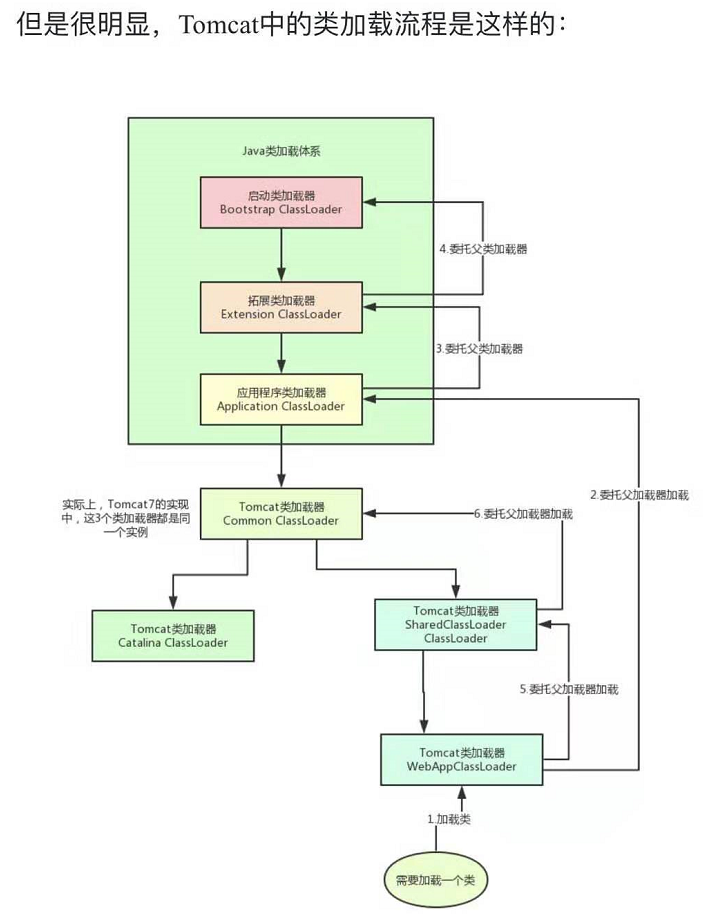 但是很明显，Tomcat中的类加载流程是这样的：
Java类加载体系
启动类加载器
Bootstrap ClassLoader
4.委托父类加载器
拓展类加载器
Extension ClassLoader
3.委托父类加载器
应用程序类加载器
Application ClassLoader
2.委托父加载器加载
实际上，Tomcat7的实现
中，这3个类加载器都是同
一个实例
Tomcat类加载器
Common ClassLoader
6.委托父加载器加载
Tomcat类加载器
Catalina ClassLoader
Tomcat类加载器
SharedClassLoader
ClassLoader
5.委托父加载器加载
Tomcat类加载器
WebAppClassLoader
1.加载类
需要加载一个类